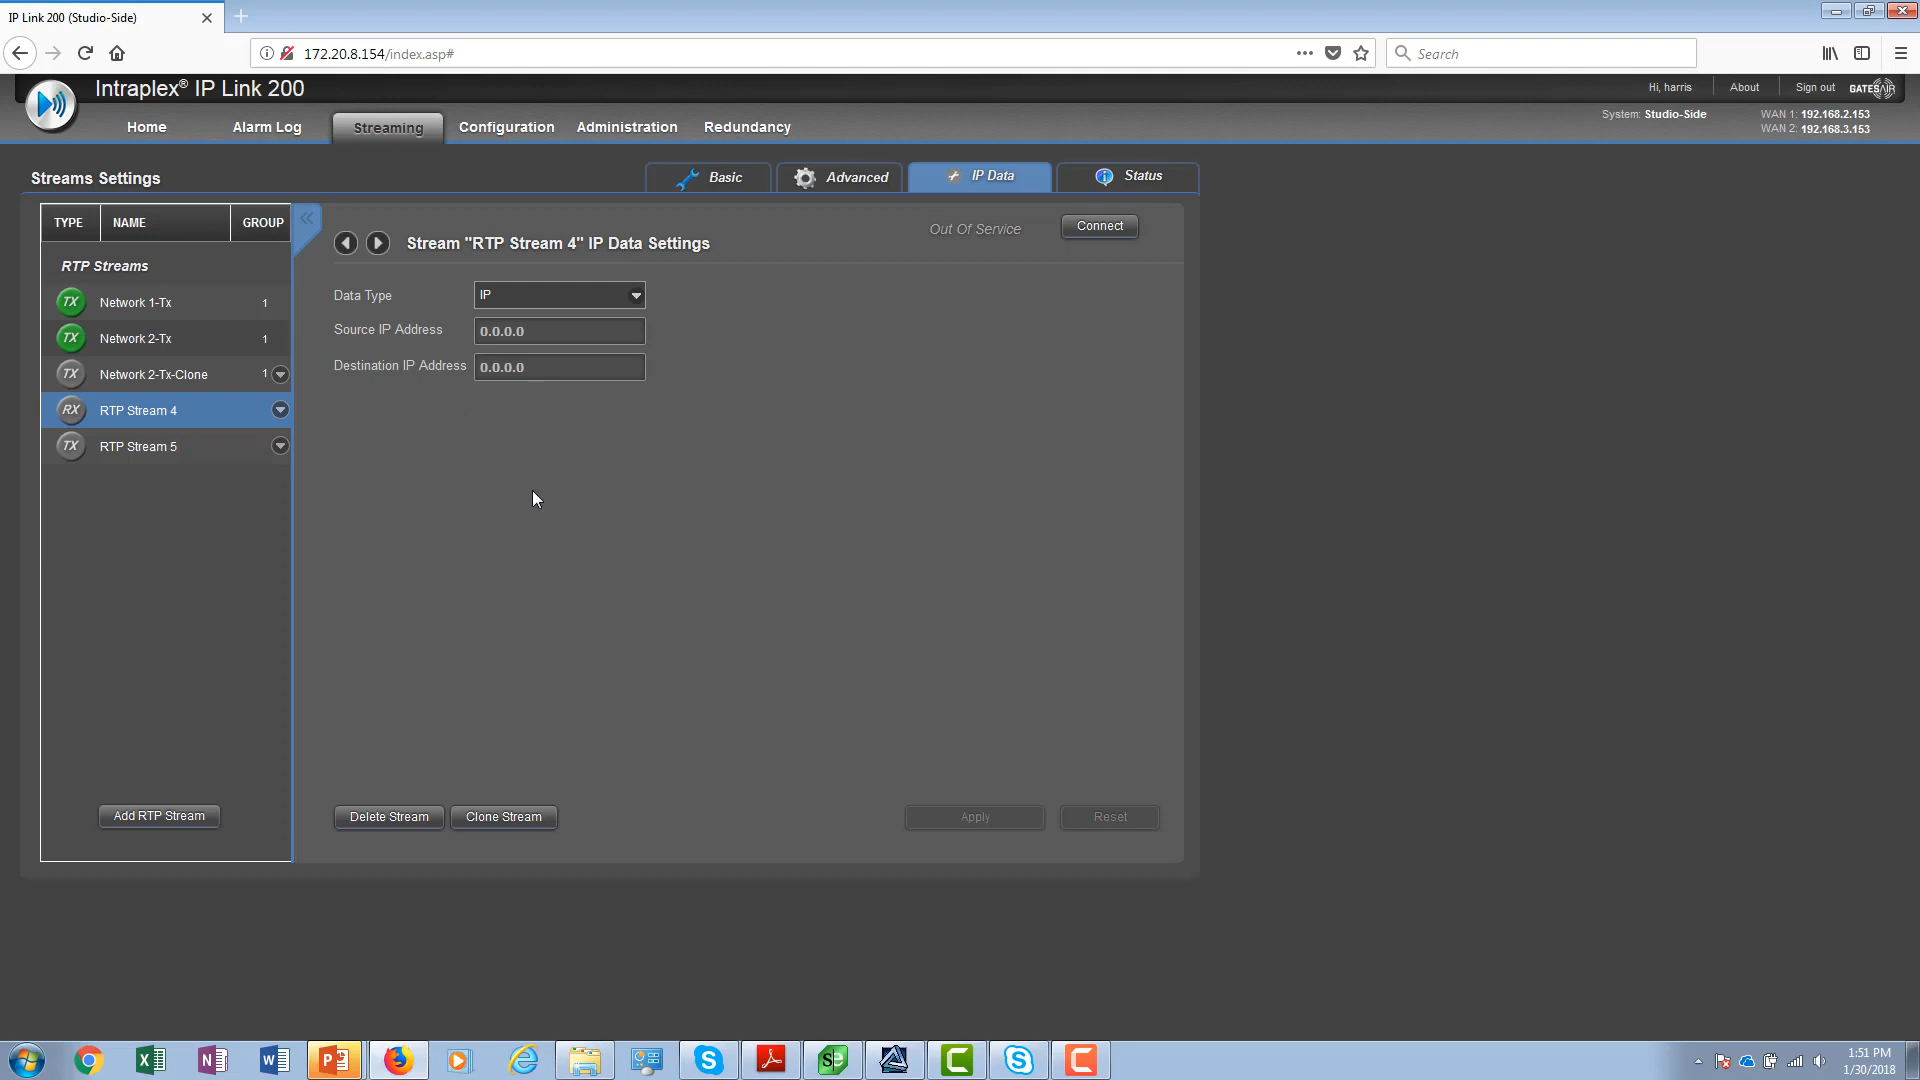 IP Link 200 (Studio-Side)
172.20.8.154/index.asp#
Search
Intraplex® IP Link 200
Hi, harris
About
Sign out
GATESAIR
Home
Alarm Log
Streaming
Configuration
Administration
Redundancy
System: Studio-Side
WAN 1: 192.168.2.153
WAN 2: 192.168.3.153
Streams Settings
Basic
Advanced
IP Data
Status
TYPE
NAME
GROUP
RTP Streams
TX Network 1-Tx 1
TX Network 2-Tx 1
TX Network 2-Tx-Clone 1
RX RTP Stream 4
TX RTP Stream 5
Add RTP Stream
Stream "RTP Stream 4" IP Data Settings
Out Of Service
Connect
Data Type IP
Source IP Address 0.0.0.0
Destination IP Address 0.0.0.0
Delete Stream
Clone Stream
Apply
Reset
1:51 PM
1/30/2018